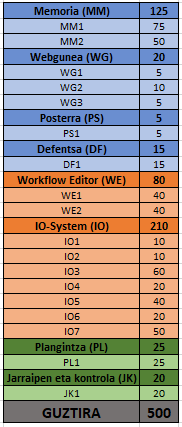 Memoria (MM) 125
MM1 75
MM2 50
Webgunea (WG) 20
WG1 5
WG2 10
WG3 5
Posterra (PS) 5
PS1 5
Defentsa (DF) 15
DF1 15
Workflow Editor (WE) 80
WE1 40
WE2 40
IO-System (IO) 210
IO1 10
IO2 10
IO3 60
IO4 20
IO5 40
IO6 20
IO7 50
Plangintza (PL) 25
PL1 25
Jarraipen eta kontrola (JK) 20
JK1 20
GUZTIRA 500